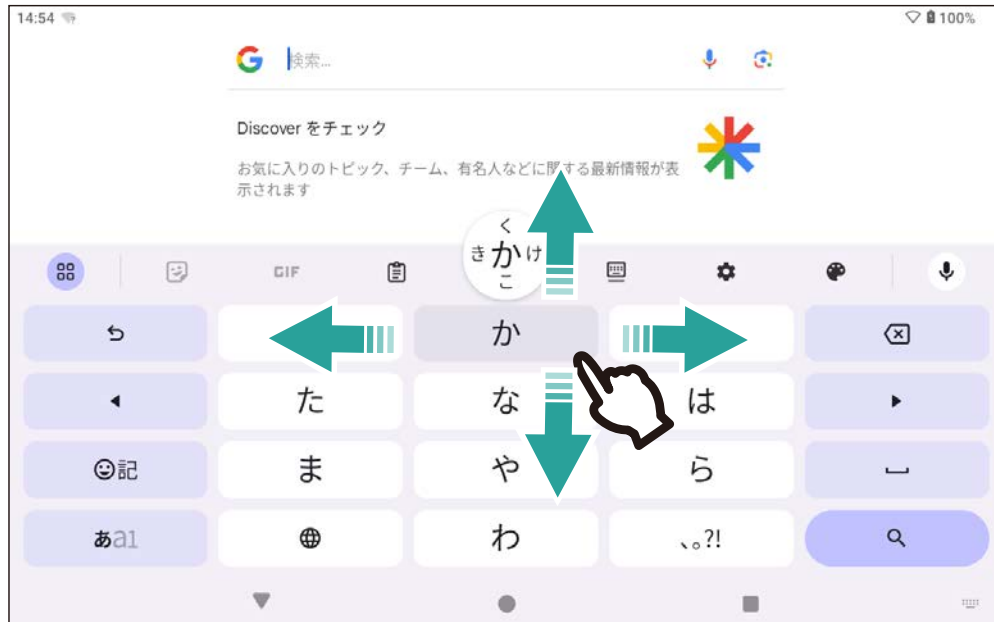 14:54
100%
検索...
Discover をチェック
お気に入りのトピック、チーム、有名人などに関する最新情報が表
示されます
く
きかけ
こ
GIF
か
た
な
は
記
ま
や
ら
あa1
わ
、。?!